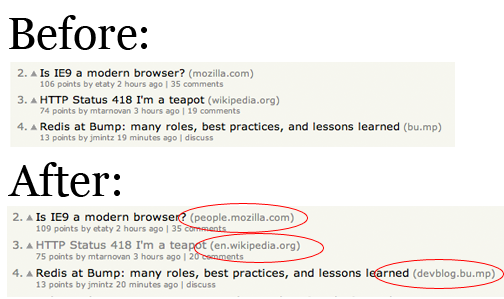 Before:
2. Is IE9 a modern browser? (mozilla.com)
106 points by etaty 2 hours ago | 35 comments
3. HTTP Status 418 I'm a teapot (wikipedia.org)
74 points by mtarnovan 3 hours ago | 19 comments
4. Redis at Bump: many roles, best practices, and lessons learned (bu.mp)
13 points by jmintz 19 minutes ago | discuss
After:
2. Is IE9 a modern browser? (people.mozilla.com)
109 points by etaty 2 hours ago | 35 comments
3. HTTP Status 418 I'm a teapot (en.wikipedia.org)
75 points by mtarnovan 3 hours ago | 20 comments
4. Redis at Bump: many roles, best practices, and lessons learned (devblog.bu.mp)
13 points by jmintz 20 minutes ago | discuss